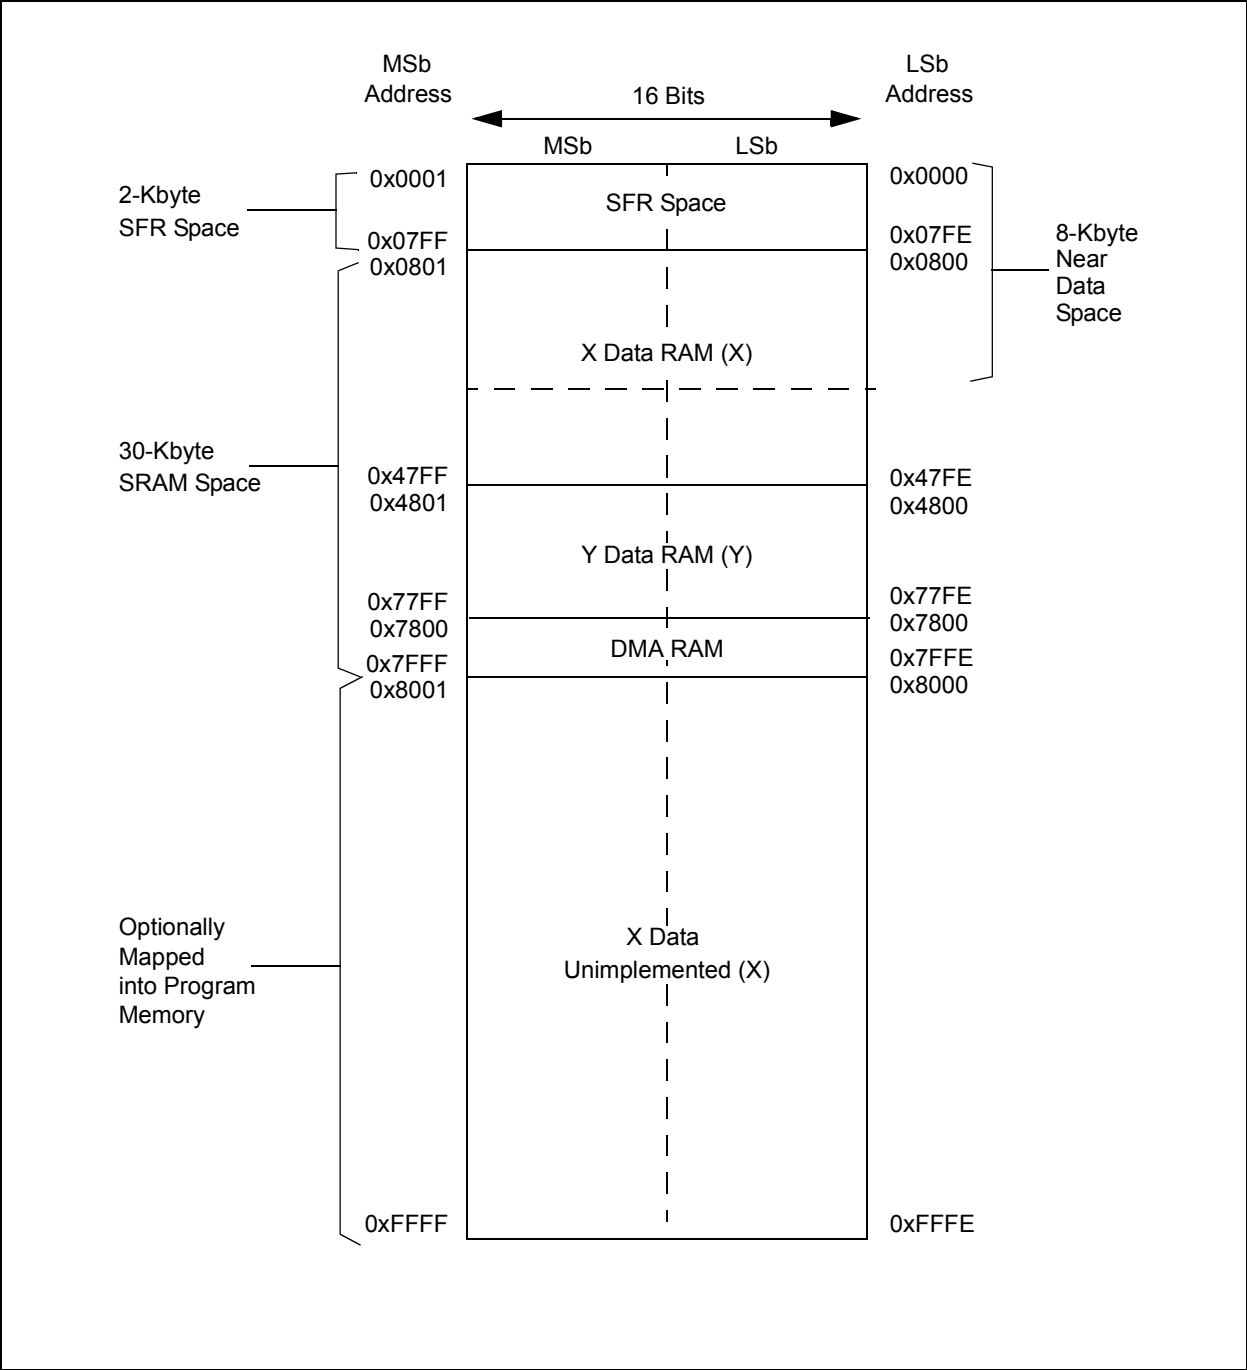 MSb
Address
16 Bits
LSb
Address
MSb
LSb
2-Kbyte
SFR Space
0x0001
0x07FF
0x0801
SFR Space
0x0000
0x07FE
0x0800
8-Kbyte
Near
Data
Space
X Data RAM (X)
30-Kbyte
SRAM Space
0x47FF
0x4801
0x47FE
0x4800
Y Data RAM (Y)
0x77FF
0x7800
0x77FE
0x7800
DMA RAM
0x7FFF
0x8001
0x7FFE
0x8000
Optionally
Mapped
into Program
Memory
X Data
Unimplemented (X)
0xFFFF
0xFFFE